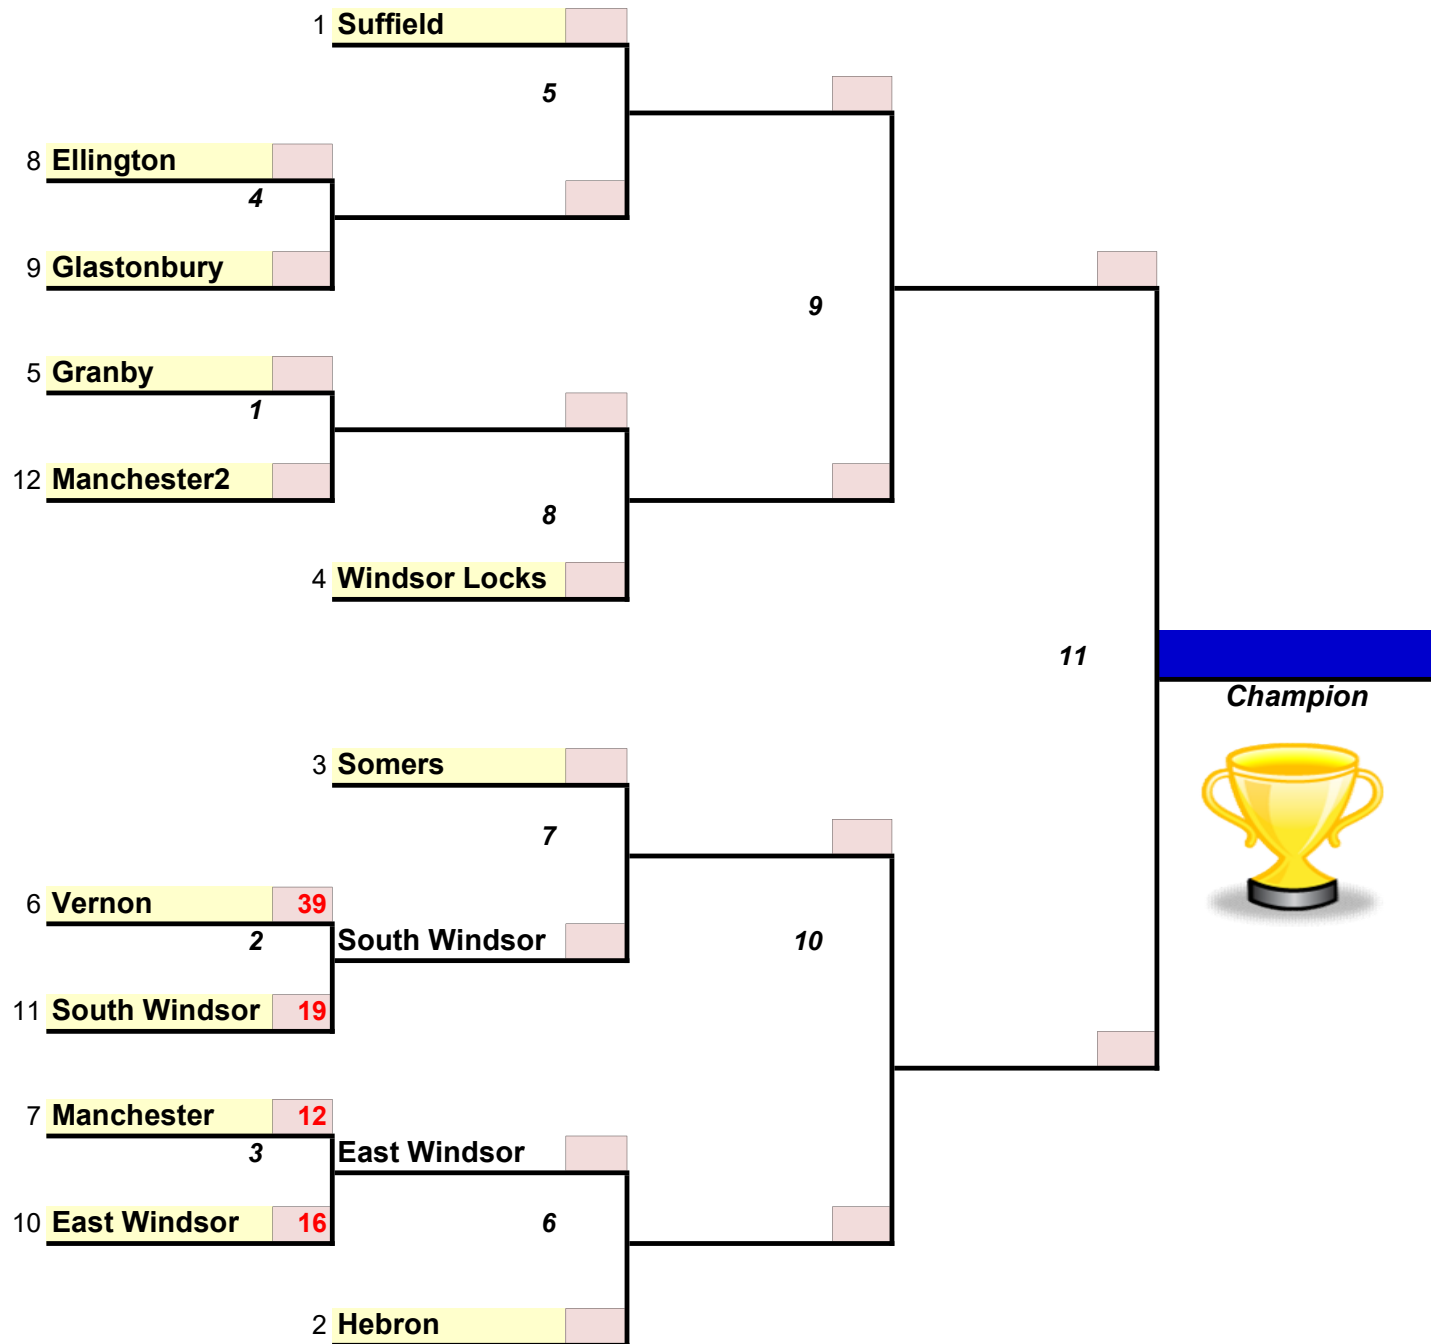 1 Suffield
5
8 Ellington
4
9 Glastonbury
9
5 Granby
1
12 Manchester2
8
4 Windsor Locks
11
Champion
3 Somers
7
6 Vernon 39
2 South Windsor
10
11 South Windsor 19
7 Manchester 12
3 East Windsor
10 East Windsor 16
6
2 Hebron